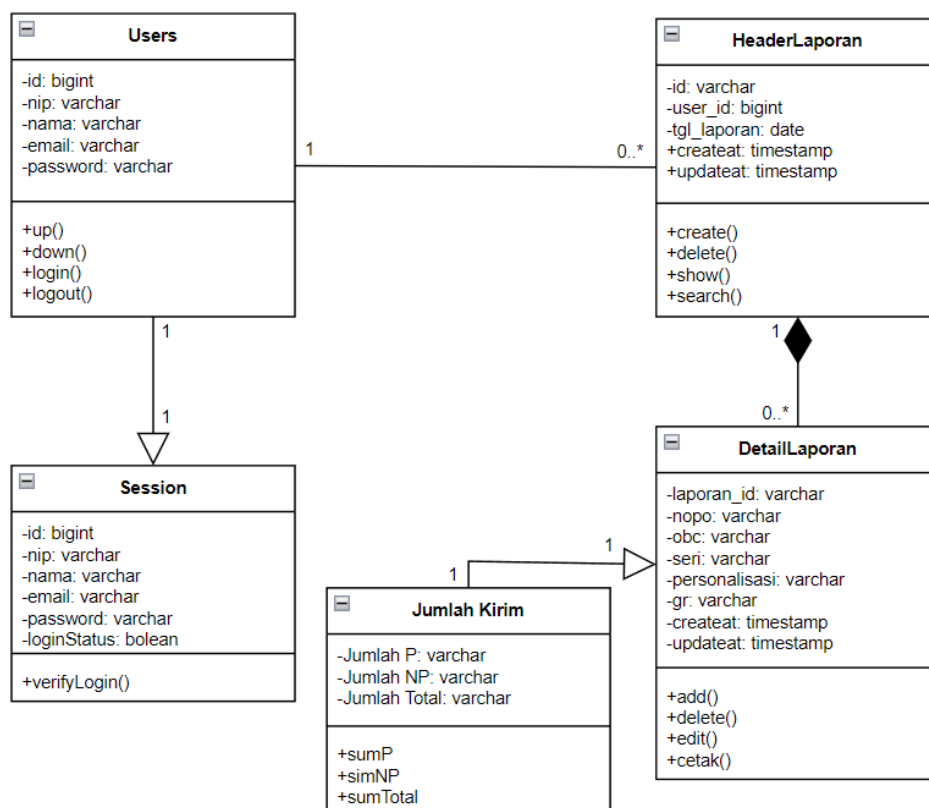 Users
-id: bigint
-nip: varchar
-nama: varchar
-email: varchar
-password: varchar
+up()
+down()
+login()
+logout()
1
0..*
HeaderLaporan
-id: varchar
-user_id: bigint
-tgl_laporan: date
+createat: timestamp
+updateat: timestamp
+create()
+delete()
+show()
+search()
1
1
1
0..*
Session
-id: bigint
-nip: varchar
-nama: varchar
-email: varchar
-password: varchar
-loginStatus: bolean
+verifyLogin()
DetailLaporan
-laporan_id: varchar
-nopo: varchar
-obc: varchar
-seri: varchar
-personalisasi: varchar
-gr: varchar
-createat: timestamp
-updateat: timestamp
+add()
+delete()
+edit()
+cetak()
1
1
Jumlah Kirim
-Jumlah P: varchar
-Jumlah NP: varchar
-Jumlah Total: varchar
+sumP
+simNP
+sumTotal